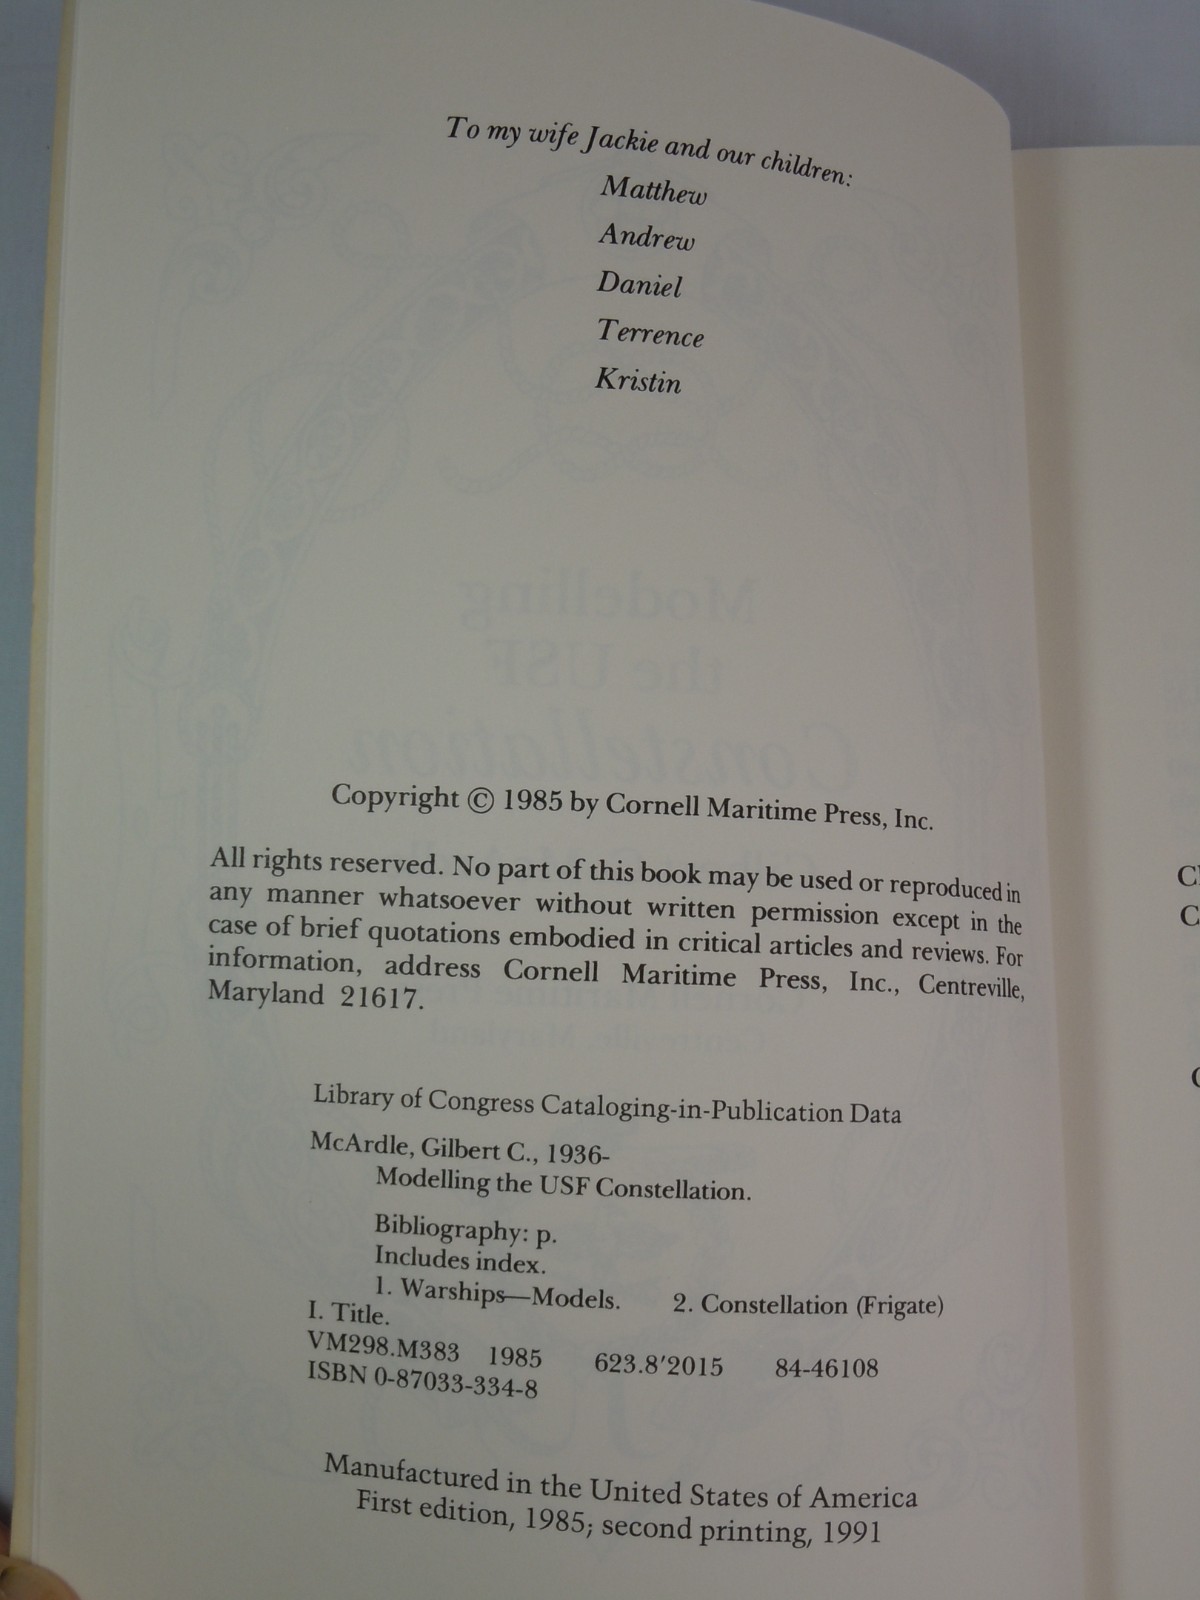 To my wife Jackie and our children:
Matthew
Andrew
Daniel
Terrence
Kristin
Copyright © 1985 by Cornell Maritime Press, Inc.
All rights reserved. No part of this book may be used or reproduced in
any manner whatsoever without written permission except in the
case of brief quotations embodied in critical articles and reviews. For
information, address Cornell Maritime Press, Inc., Centreville,
Maryland 21617.
Library of Congress Cataloging-in-Publication Data
McArdle, Gilbert C., 1936-
Modelling the USF Constellation.
Bibliography: p.
Includes index.
1. Warships—Models. 2. Constellation (Frigate)
I. Title.
VM298.M383 1985 623.8′2015 84-46108
ISBN 0-87033-334-8
Manufactured in the United States of America
First edition, 1985; second printing, 1991